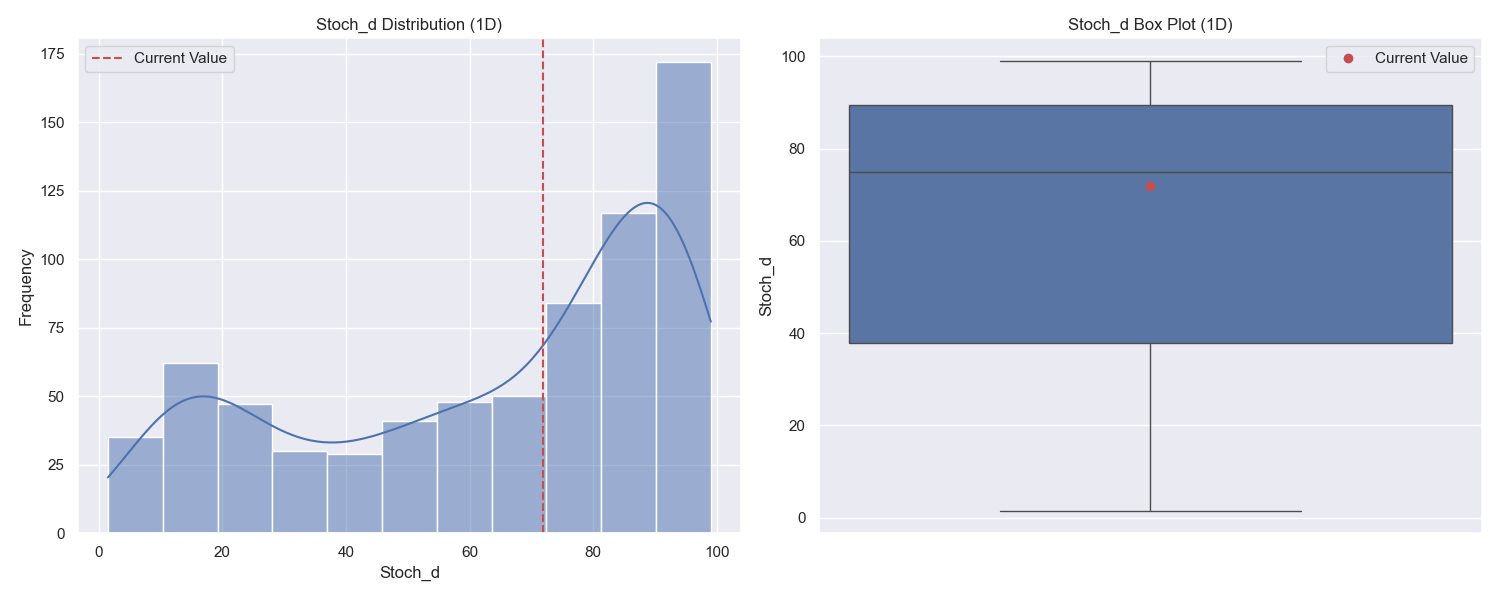 Stoch_d Distribution (1D)
Current Value
Frequency
175
150
125
100
75
50
25
0
0 20 40 60 80 100
Stoch_d
Stoch_d Box Plot (1D)
Current Value
Stoch_d
100
80
60
40
20
0